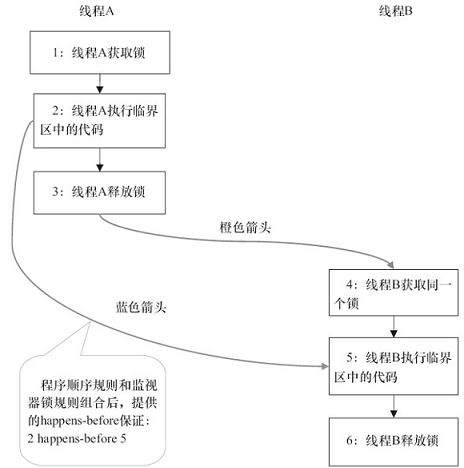 线程A
线程B
1：线程A获取锁
2：线程A执行临界
区中的代码
3：线程A释放锁
橙色箭头
4：线程B获取同一
个锁
蓝色箭头
5：线程B执行临界
区中的代码
程序顺序规则和监视
器锁规则组合后，提供
的happens-before保证：
2 happens-before 5
6：线程B释放锁